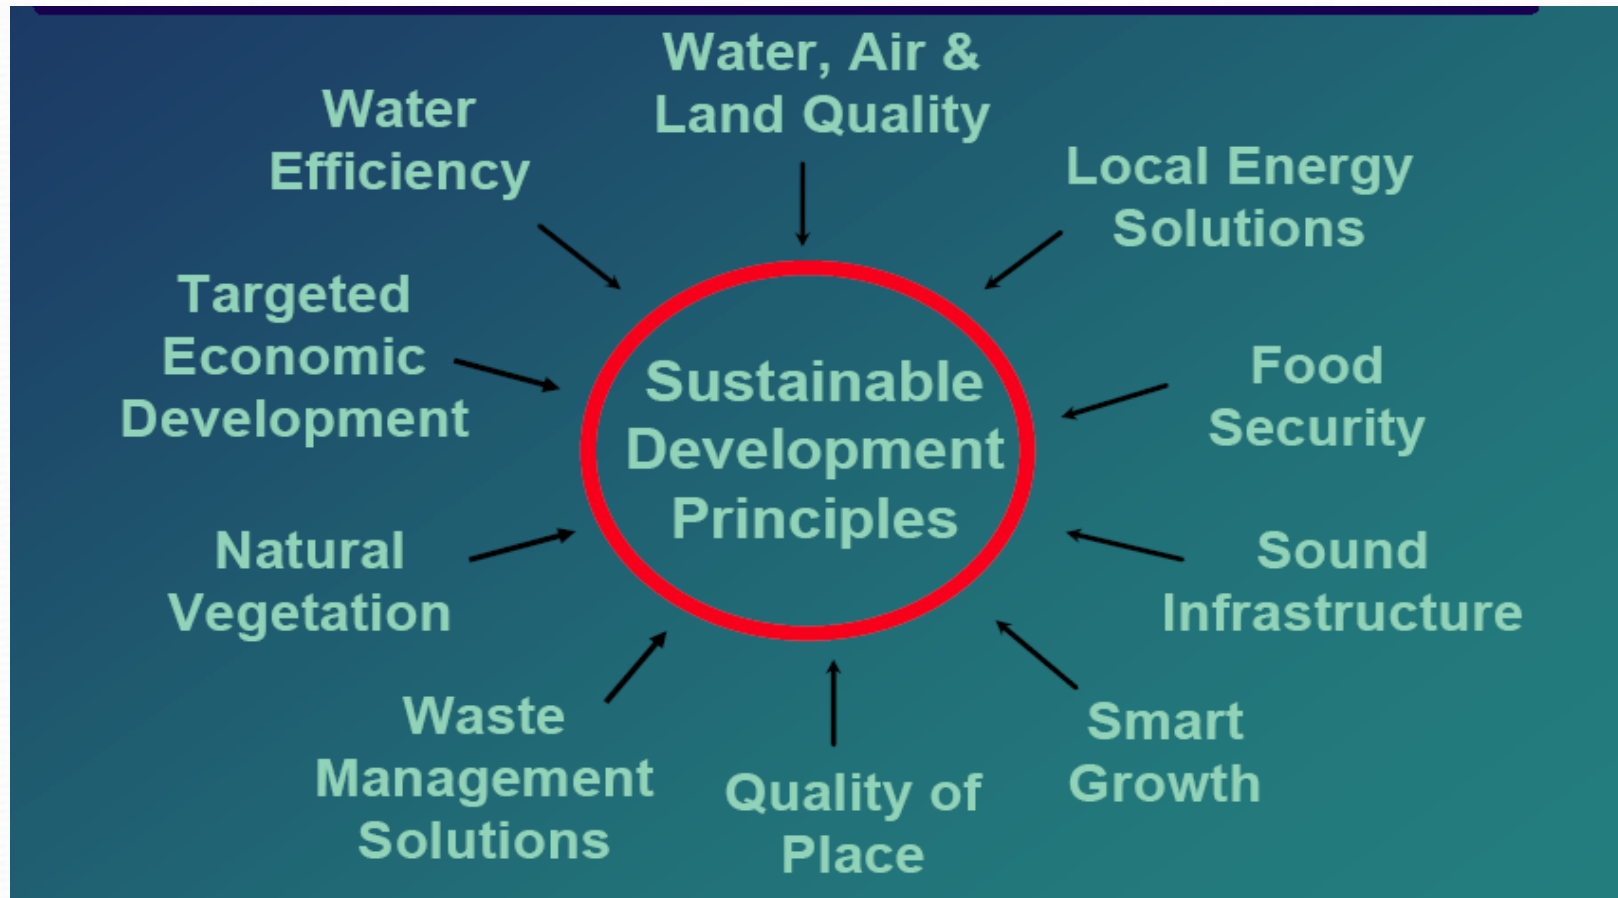 Water, Air &
Land Quality
Water
Efficiency
Local Energy
Solutions
Targeted
Economic
Development
Food
Security
Sustainable
Development
Principles
Natural
Vegetation
Sound
Infrastructure
Waste
Management
Solutions
Quality of
Place
Smart
Growth